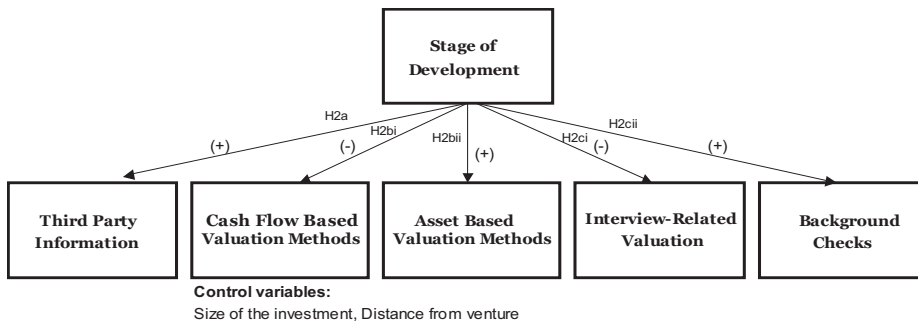 Stage of
Development
H2a
H2bi
H2bii
H2ci
H2cii
(+)
(-)
(+)
(-)
(+)
Third Party
Information
Cash Flow Based
Valuation Methods
Asset Based
Valuation Methods
Interview-Related
Valuation
Background
Checks
Control variables:
Size of the investment, Distance from venture